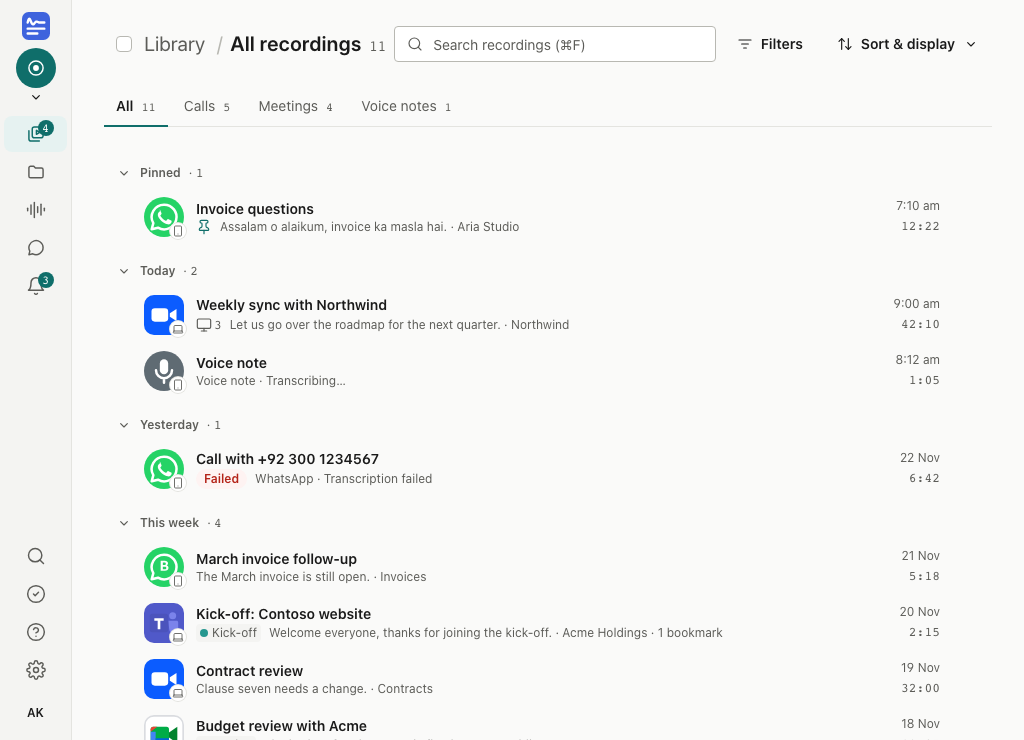 Library / All recordings 11
Search recordings (⌘F)
Filters
Sort & display
All 11
Calls 5
Meetings 4
Voice notes 1
4
3
AK
Pinned · 1
Invoice questions
7:10 am
Assalam o alaikum, invoice ka masla hai. · Aria Studio
12:22
Today · 2
Weekly sync with Northwind
9:00 am
3 Let us go over the roadmap for the next quarter. · Northwind
42:10
Voice note
8:12 am
Voice note · Transcribing...
1:05
Yesterday · 1
Call with +92 300 1234567
22 Nov
Failed WhatsApp · Transcription failed
6:42
This week · 4
B
March invoice follow-up
21 Nov
The March invoice is still open. · Invoices
5:18
T
Kick-off: Contoso website
20 Nov
Kick-off Welcome everyone, thanks for joining the kick-off. · Acme Holdings · 1 bookmark
2:15
Contract review
19 Nov
Clause seven needs a change. · Contracts
32:00
Budget review with Acme
18 Nov